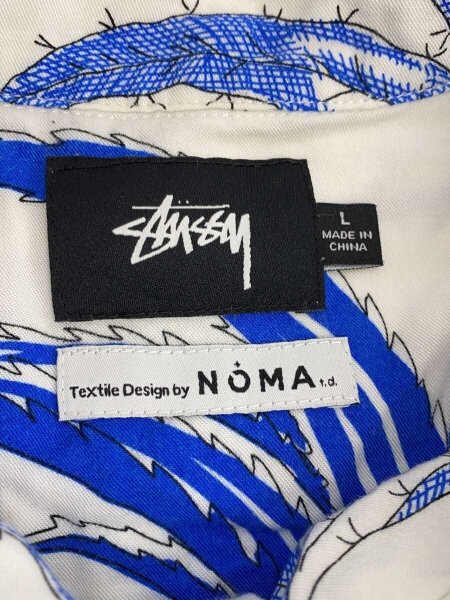 STÜSSY
L
MADE IN
CHINA
Textile Design by NOMA t.d.